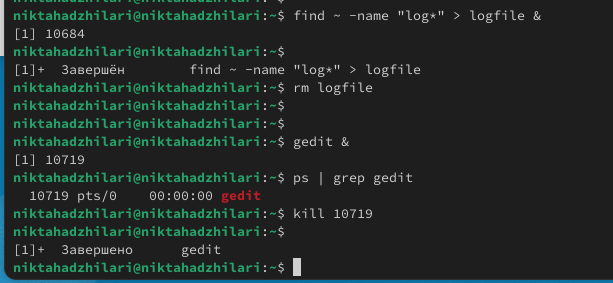 niktahadzhilari@niktahadzhilari:~$ find ~ -name "log*" > logfile &
[1] 10684
niktahadzhilari@niktahadzhilari:~$
[1]+  Завершён        find ~ -name "log*" > logfile
niktahadzhilari@niktahadzhilari:~$ rm logfile
niktahadzhilari@niktahadzhilari:~$
niktahadzhilari@niktahadzhilari:~$
niktahadzhilari@niktahadzhilari:~$ gedit &
[1] 10719
niktahadzhilari@niktahadzhilari:~$ ps | grep gedit
  10719 pts/0    00:00:00 gedit
niktahadzhilari@niktahadzhilari:~$ kill 10719
niktahadzhilari@niktahadzhilari:~$
[1]+  Завершено      gedit
niktahadzhilari@niktahadzhilari:~$